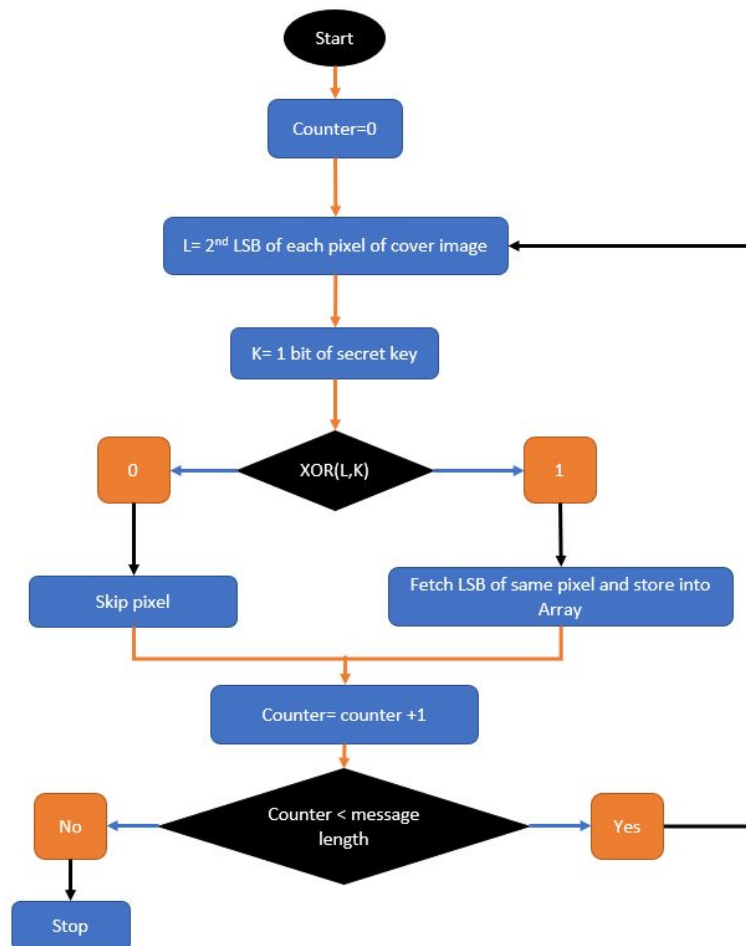 Start
Counter=0
L= 2nd LSB of each pixel of cover image
K= 1 bit of secret key
0
XOR(L,K)
1
Skip pixel
Fetch LSB of same pixel and store into
Array
Counter= counter +1
No
Counter < message
length
Yes
Stop